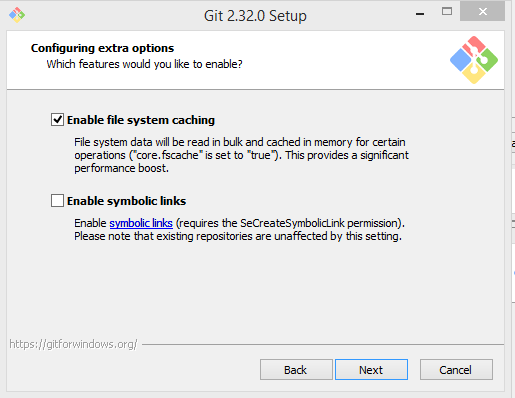 Git 2.32.0 Setup
Configuring extra options
Which features would you like to enable?
Enable file system caching
File system data will be read in bulk and cached in memory for certain
operations ("core.fscache" is set to "true"). This provides a significant
performance boost.
Enable symbolic links
Enable symbolic links (requires the SeCreateSymbolicLink permission).
Please note that existing repositories are unaffected by this setting.
https://gitforwindows.org/
Back Next Cancel